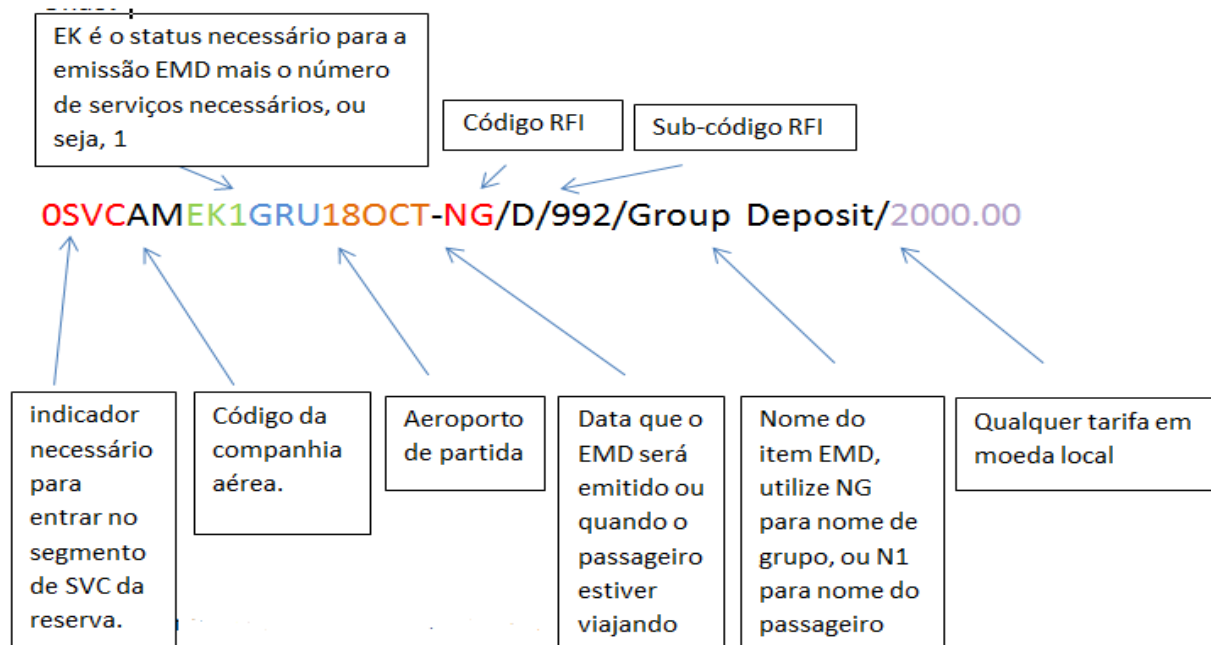 EK é o status necessário para a
emissão EMD mais o número
de serviços necessários, ou
seja, 1
Código RFI
Sub-código RFI
0SVCAMEK1GRU18OCT-NG/D/992/Group Deposit/2000.00
indicador
necessário
para
entrar no
segmento
de SVC da
reserva.
Código da
companhia
aérea.
Aeroporto
de partida
Data que o
EMD será
emitido ou
quando o
passageiro
estiver
viajando
Nome do
item EMD,
utilize NG
para nome de
grupo, ou N1
para nome do
passageiro
Qualquer tarifa em
moeda local